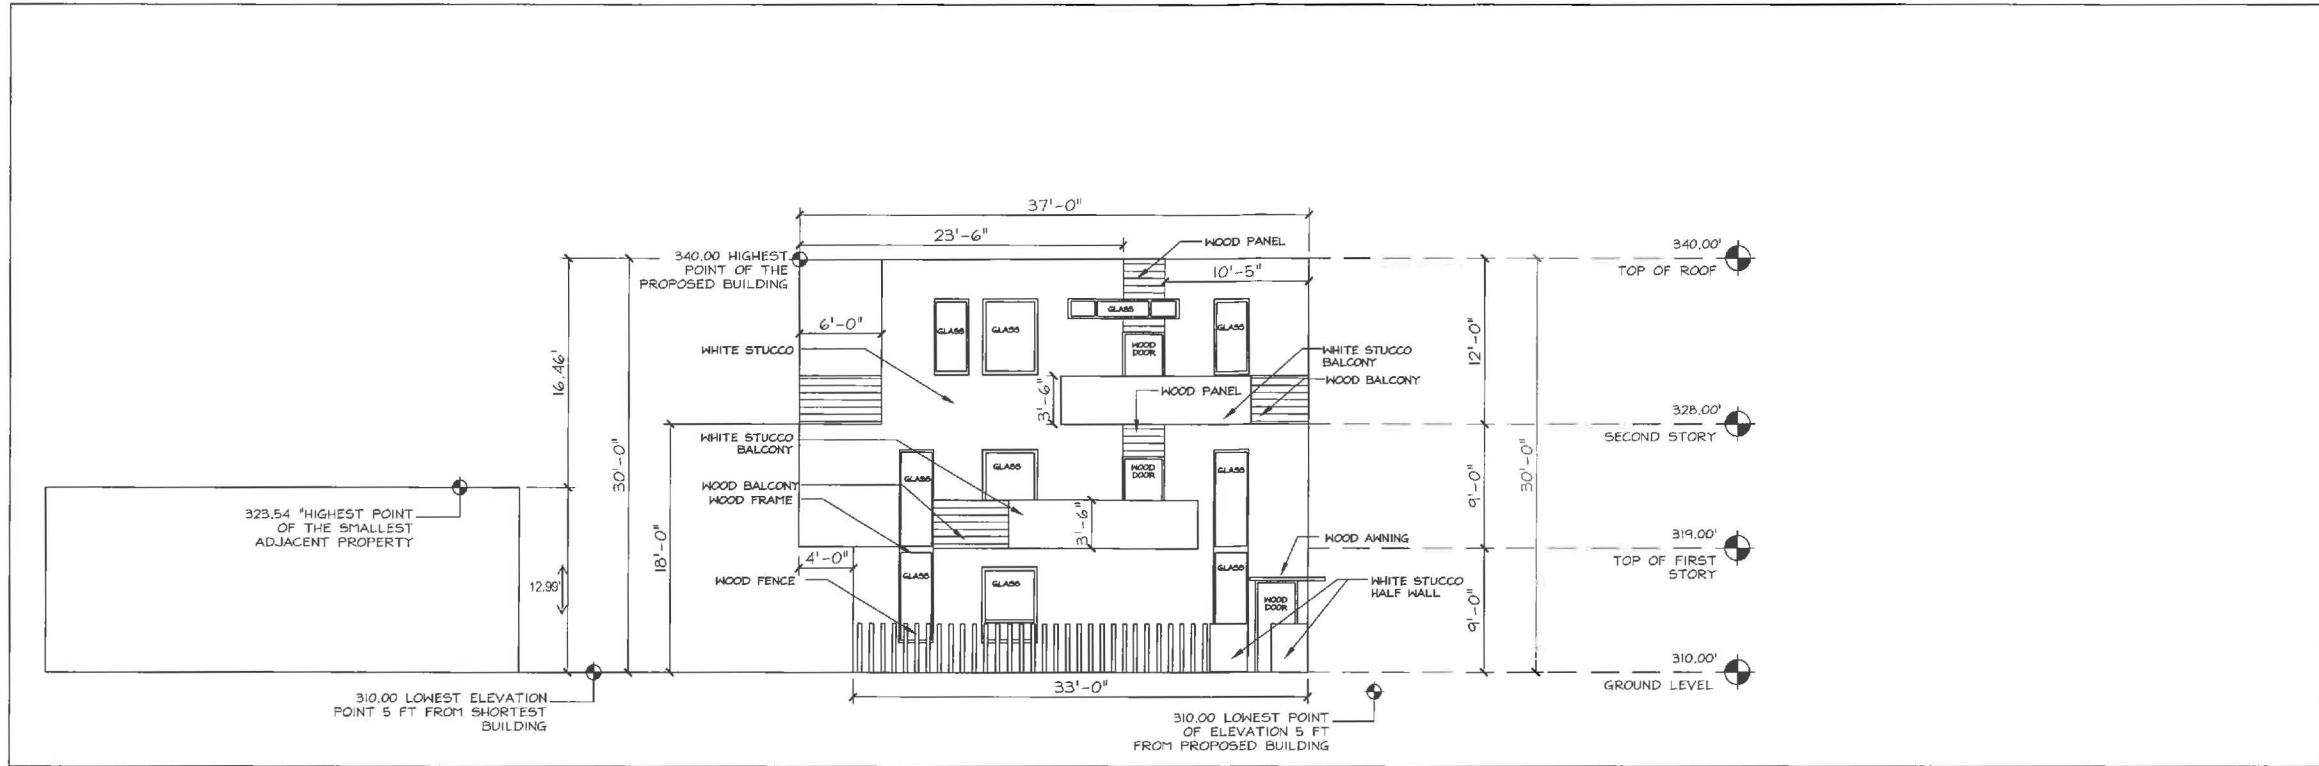 37'-0"
23'-6"
WOOD PANEL
340.00 HIGHEST
POINT OF THE
PROPOSED BUILDING
10'-5"
340.00'
TOP OF ROOF
6'-0"
GLASS
GLASS
GLASS
GLASS
WOOD
DOOR
WHITE STUCCO
16.46'
30'-0"
12'-0"
WHITE STUCCO
BALCONY
WOOD BALCONY
3'-6"
WOOD PANEL
328.00'
SECOND STORY
WHITE STUCCO
BALCONY
GLASS
GLASS
WOOD
DOOR
GLASS
WOOD BALCONY
WOOD FRAME
3'-6"
9'-0"
30'-0"
323.54 "HIGHEST POINT
OF THE SMALLEST
ADJACENT PROPERTY
18'-0"
4'-0"
WOOD AWNING
319.00'
TOP OF FIRST
STORY
12.99'
WOOD FENCE
GLASS
GLASS
GLASS
WOOD
DOOR
WHITE STUCCO
HALF WALL
9'-0"
310.00'
GROUND LEVEL
310.00 LOWEST ELEVATION
POINT 5 FT FROM SHORTEST
BUILDING
33'-0"
310.00 LOWEST POINT
OF ELEVATION 5 FT
FROM PROPOSED BUILDING